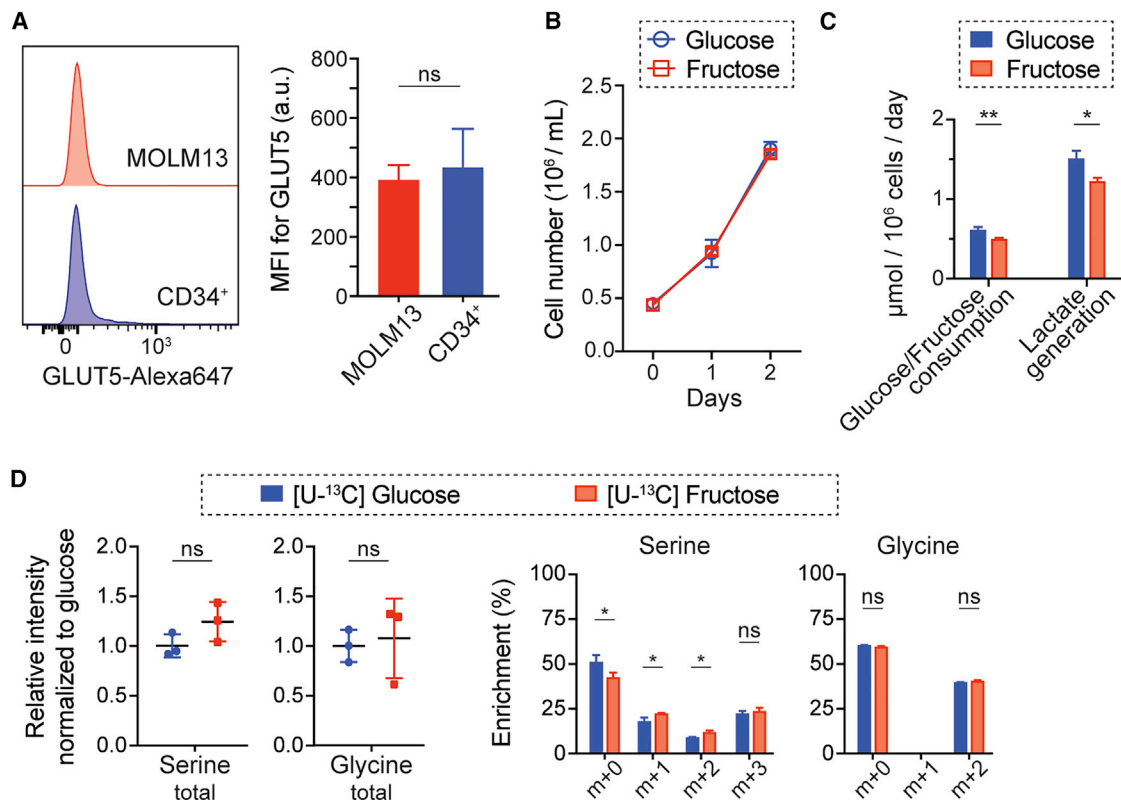 A
MOLM13
CD34⁺
0 10³
GLUT5-Alexa647
MFI for GLUT5 (a.u.)
800
600
400
200
0
ns
MOLM13
CD34⁺
B
Glucose
Fructose
Cell number (10⁶ / mL)
2.5
2.0
1.5
1.0
0.5
0.0
0 1 2
Days
C
Glucose
Fructose
µmol / 10⁶ cells / day
2
1
0
** *
Glucose/Fructose
consumption
Lactate
generation
D
[U-¹³C] Glucose [U-¹³C] Fructose
Relative intensity
normalized to glucose
2.0
1.5
1.0
0.5
0.0
ns
Serine
total
2.0
1.5
1.0
0.5
0.0
ns
Glycine
total
Serine
Enrichment (%)
100
75
50
25
0
* * * ns
m+0 m+1 m+2 m+3
Glycine
100
75
50
25
0
ns ns
m+0 m+1 m+2